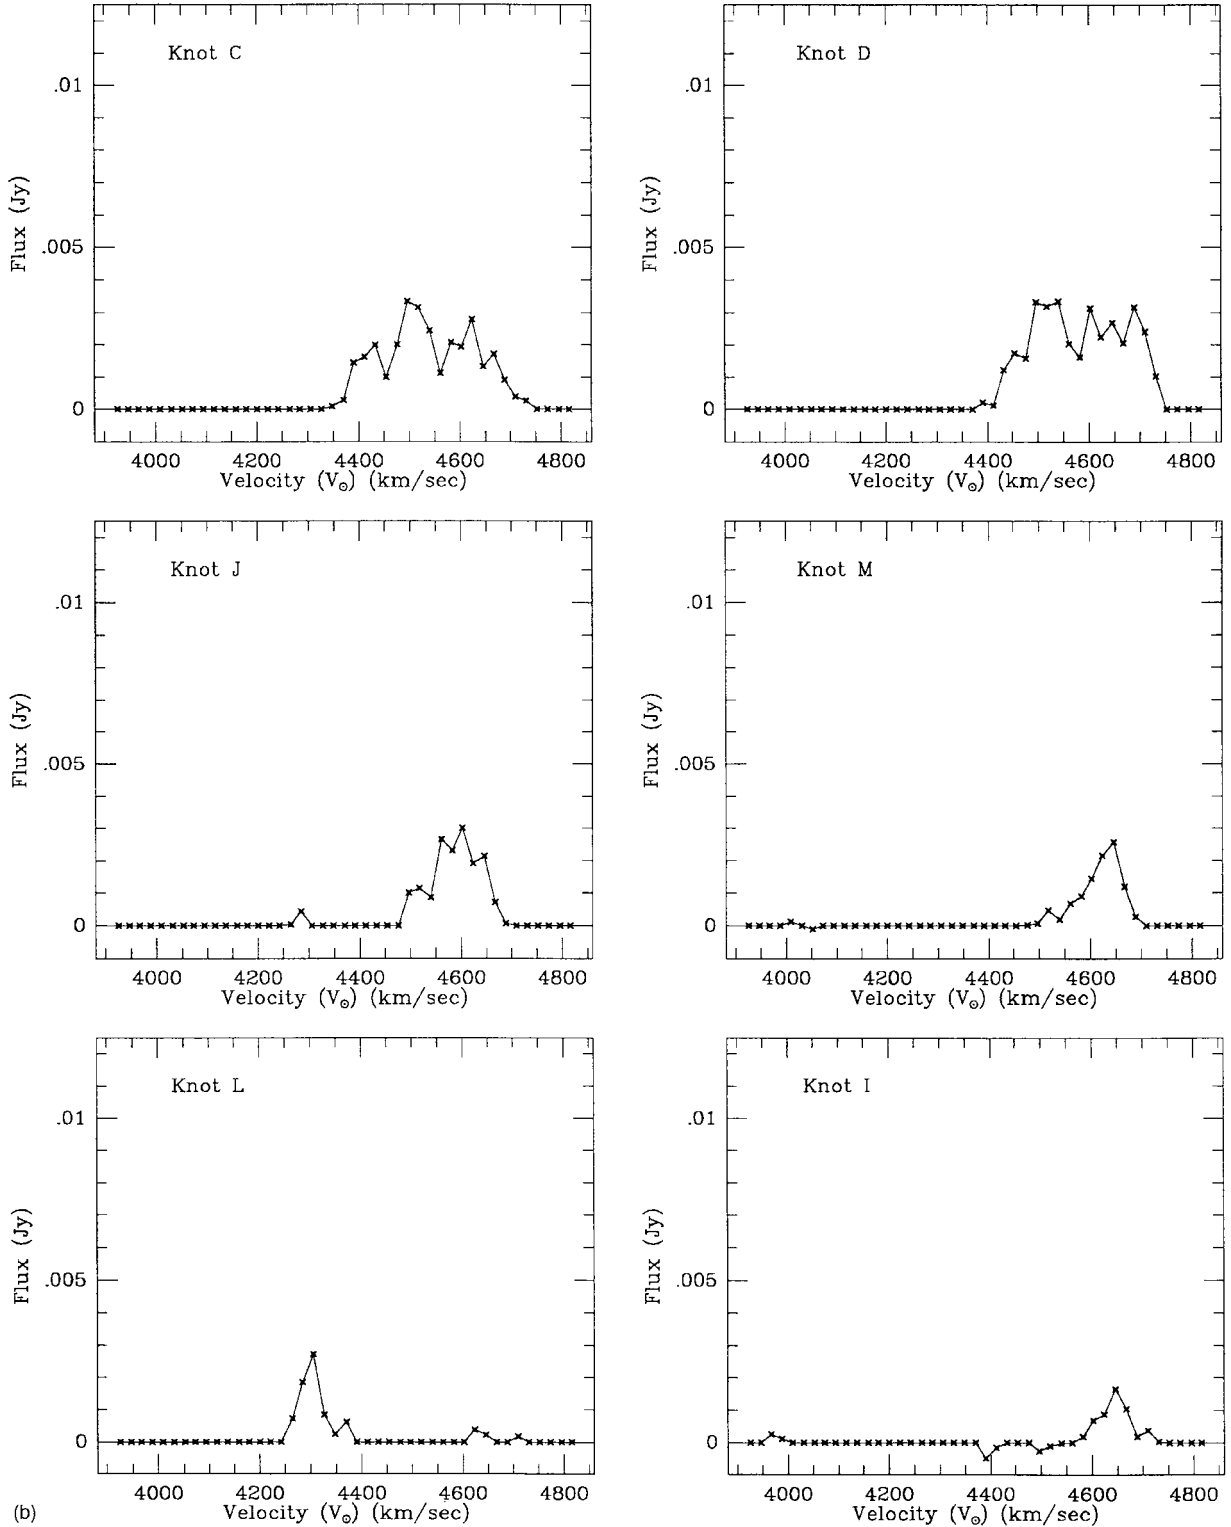 Knot C
.01
.005
0
Flux (Jy)
4000 4200 4400 4600 4800
Velocity (V☉) (km/sec)
Knot D
.01
.005
0
Flux (Jy)
4000 4200 4400 4600 4800
Velocity (V☉) (km/sec)
Knot J
.01
.005
0
Flux (Jy)
4000 4200 4400 4600 4800
Velocity (V☉) (km/sec)
Knot M
.01
.005
0
Flux (Jy)
4000 4200 4400 4600 4800
Velocity (V☉) (km/sec)
Knot L
.01
.005
0
Flux (Jy)
4000 4200 4400 4600 4800
Velocity (V☉) (km/sec)
Knot I
.01
.005
0
Flux (Jy)
4000 4200 4400 4600 4800
Velocity (V☉) (km/sec)
(b)